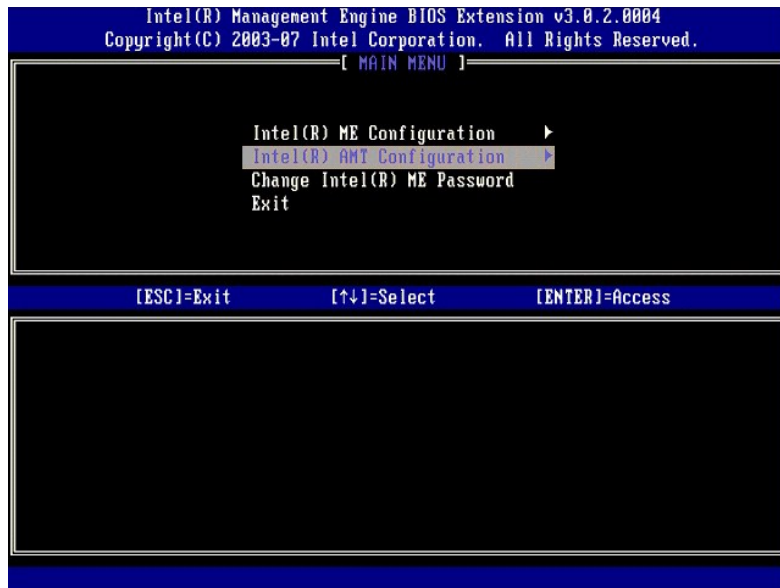 Intel(R) Management Engine BIOS Extension v3.0.2.0004
Copyright(C) 2003-07 Intel Corporation. All Rights Reserved.
[ MAIN MENU ]
Intel(R) ME Configuration ►
Intel(R) AMT Configuration ►
Change Intel(R) ME Password
Exit
[ESC]=Exit [↑↓]=Select [ENTER]=Access